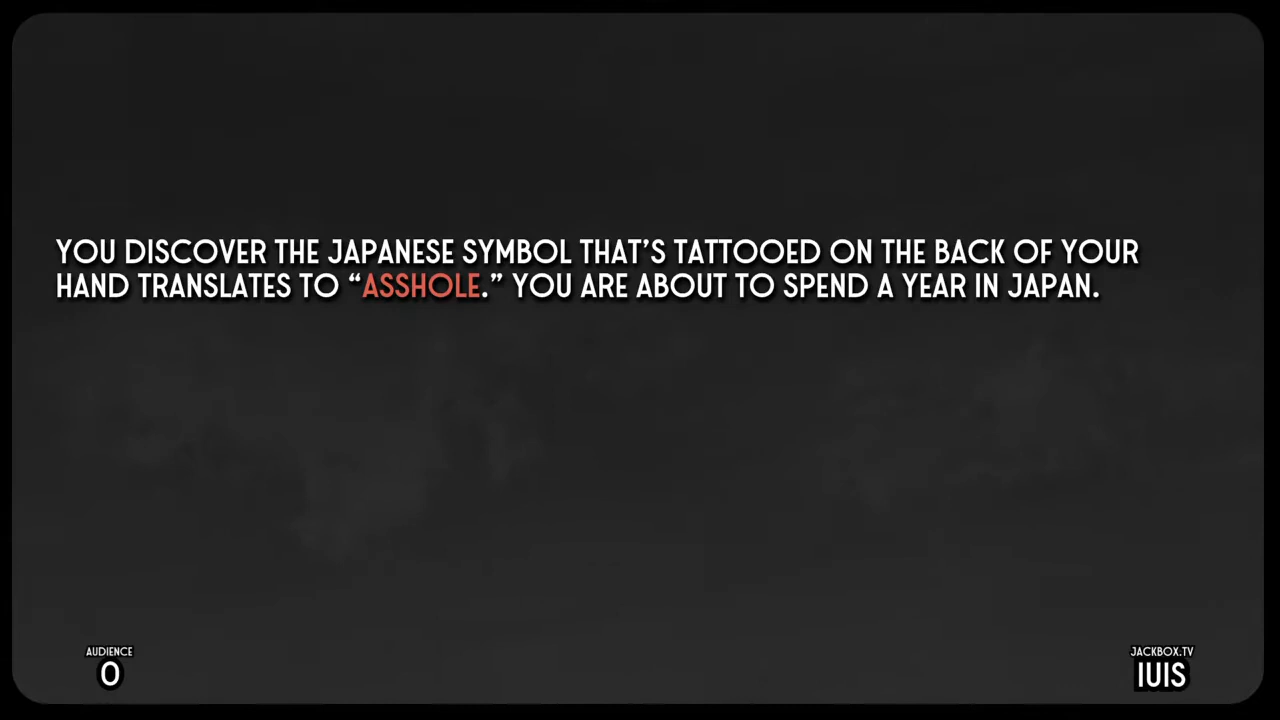 YOU DISCOVER THE JAPANESE SYMBOL THAT'S TATTOOED ON THE BACK OF YOUR
HAND TRANSLATES TO “ASSHOLE.” YOU ARE ABOUT TO SPEND A YEAR IN JAPAN.
AUDIENCE
0
JACKBOX.TV
IUIS